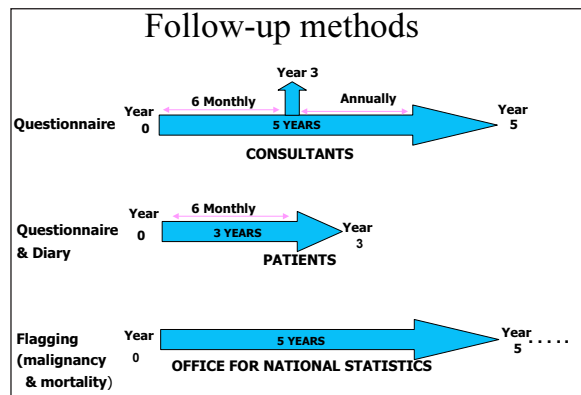 Follow-up methods
Year 3
6 Monthly
Annually
Year
0
Year
5
Questionnaire
5 YEARS
CONSULTANTS
6 Monthly
Year
0
Year
3
Questionnaire
& Diary
3 YEARS
PATIENTS
Year
0
5 YEARS
Year
5 . . . . .
Flagging
(malignancy
& mortality)
OFFICE FOR NATIONAL STATISTICS